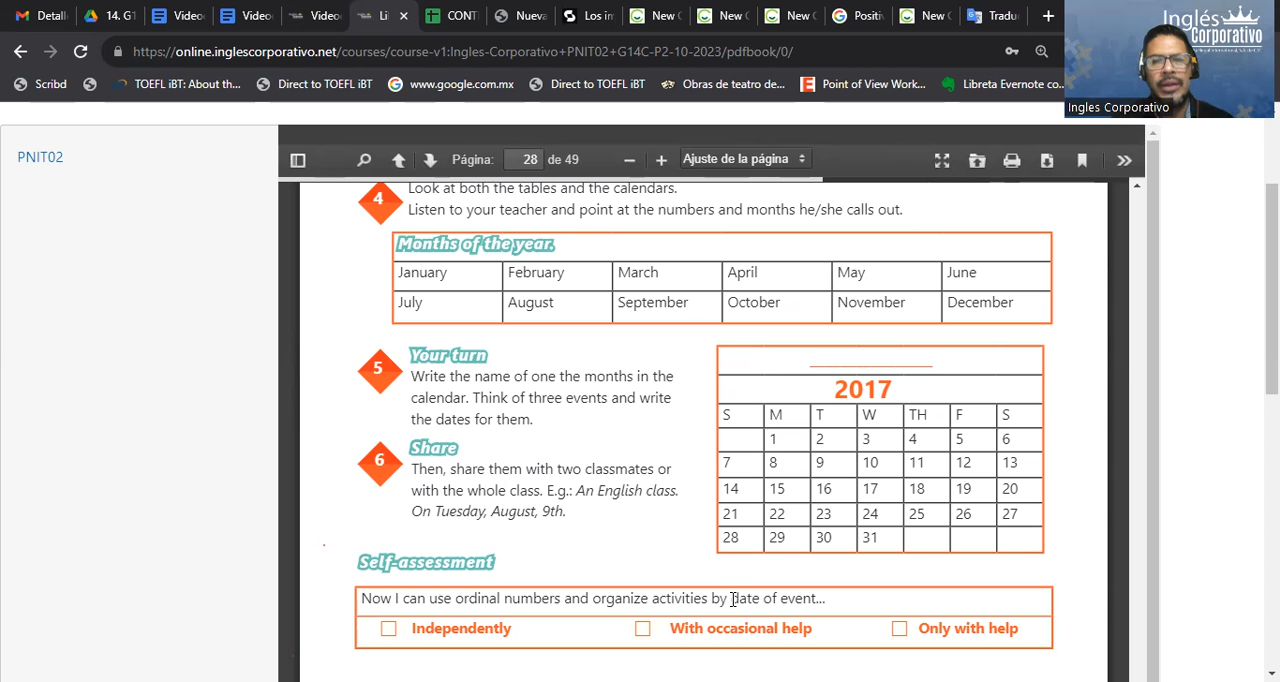 Detalle
14. G1
Video
Video
Video
Li
CONT
Nueva
Los im
New C
New C
New C
Positi
New C
Tradu
https://online.inglescorporativo.net/courses/course-v1:Ingles-Corporativo+PNIT02+G14C-P2-10-2023/pdfbook/0/
Scribd
TOEFL iBT: About th...
Direct to TOEFL iBT
www.google.com.mx
Direct to TOEFL iBT
Obras de teatro de...
Point of View Work...
Libreta Evernote co...
Inglés
Corporativo
Ingles Corporativo
PNIT02
Página: 28 de 49
Ajuste de la página
4
Look at both the tables and the calendars.
Listen to your teacher and point at the numbers and months he/she calls out.
Months of the year.
January February March April May June
July August September October November December
5
Your turn
Write the name of one the months in the
calendar. Think of three events and write
the dates for them.
6
Share
Then, share them with two classmates or
with the whole class. E.g.: An English class.
On Tuesday, August, 9th.
2017
S M T W TH F S
1 2 3 4 5 6
7 8 9 10 11 12 13
14 15 16 17 18 19 20
21 22 23 24 25 26 27
28 29 30 31
Self-assessment
Now I can use ordinal numbers and organize activities by date of event...
Independently With occasional help Only with help